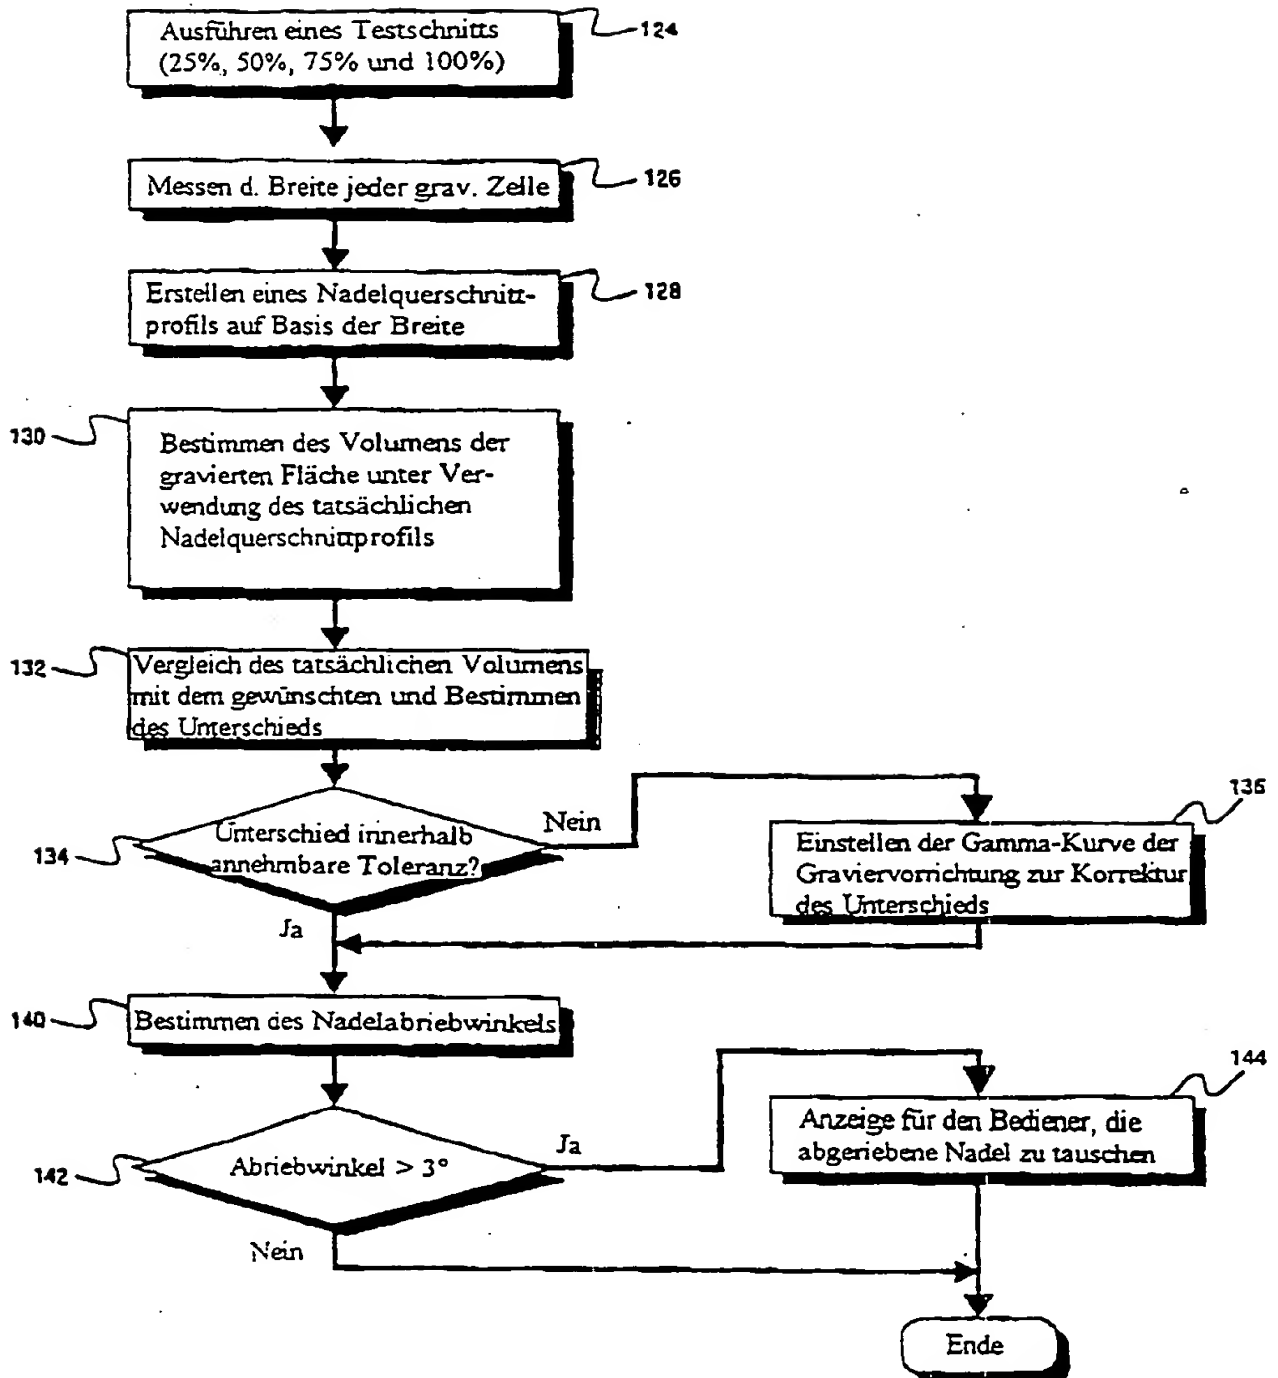 Ausführen eines Testschnitts
(25%, 50%, 75% und 100%)
124
Messen d. Breite jeder grav. Zelle
126
Erstellen eines Nadelquerschnitt-
profils auf Basis der Breite
128
130
Bestimmen des Volumens der
gravierten Fläche unter Ver-
wendung des tatsächlichen
Nadelquerschnittprofils
132
Vergleich des tatsächlichen Volumens
mit dem gewünschten und Bestimmen
des Unterschieds
134
Unterschied innerhalb
annehmbare Toleranz?
Nein
Ja
136
Einstellen der Gamma-Kurve der
Graviervorrichtung zur Korrektur
des Unterschieds
140
Bestimmen des Nadelabriebwinkels
142
Abriebwinkel > 3°
Ja
Nein
144
Anzeige für den Bediener, die
abgeriebene Nadel zu tauschen
Ende